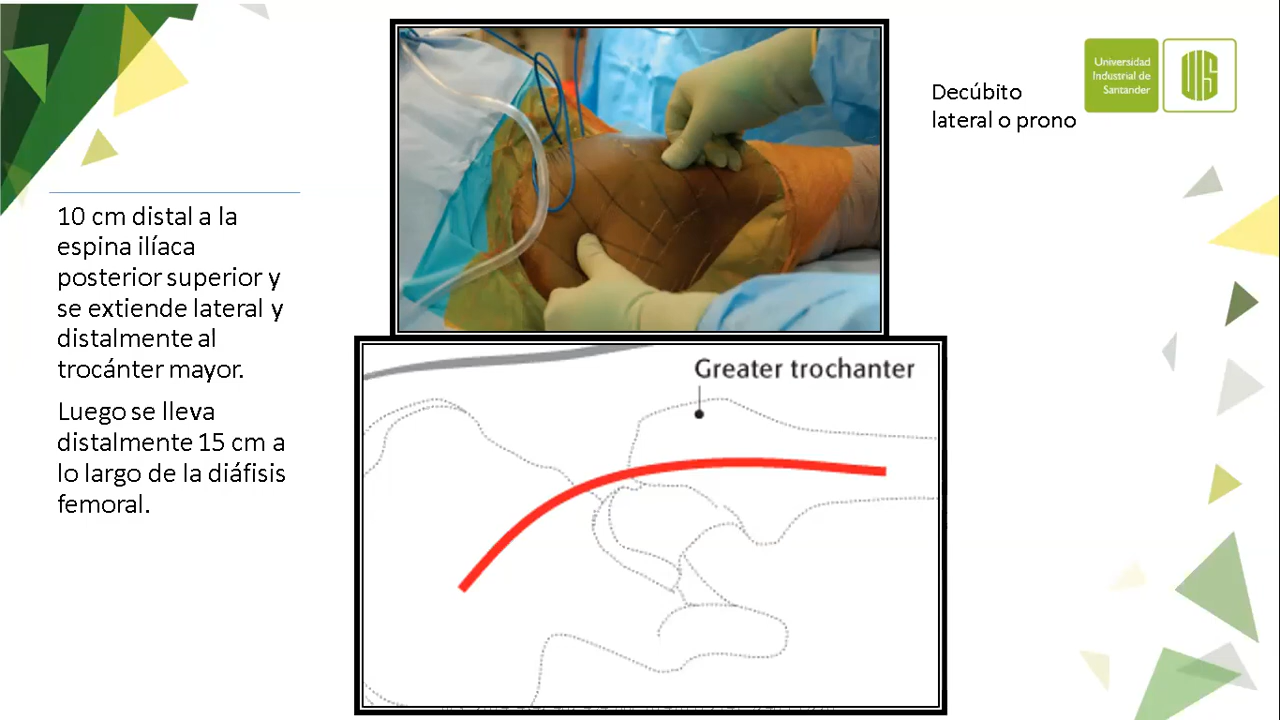 Universidad
Industrial de
Santander
UIS
Decúbito
lateral o prono
10 cm distal a la
espina ilíaca
posterior superior y
se extiende lateral y
distalmente al
trocánter mayor.
Luego se lleva
distalmente 15 cm a
lo largo de la diáfisis
femoral.
Greater trochanter